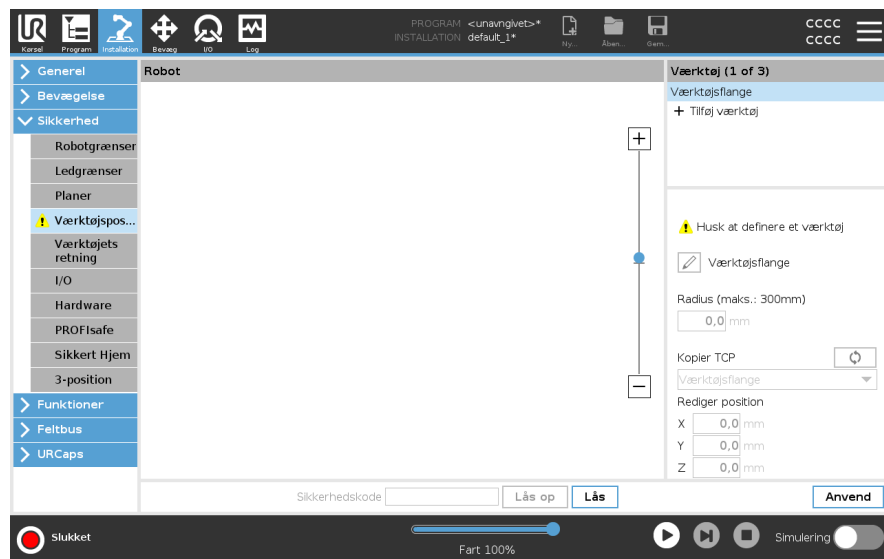 PROGRAM <unavngivet>*
INSTALLATION default_1*
Kørsel Program Installation Bevæg I/O Log Ny... Åben... Gem...
cccc
cccc
Generel
Bevægelse
Sikkerhed
Robotgrænser
Ledgrænser
Planer
Værktøjspos...
Værktøjets
retning
I/O
Hardware
PROFIsafe
Sikkert Hjem
3-position
Funktioner
Feltbus
URCaps
Robot
Sikkerhedskode Lås op Lås
Værktøj (1 of 3)
Værktøjsflange
+ Tilføj værktøj
Husk at definere et værktøj
Værktøjsflange
Radius (maks.: 300mm)
0,0 mm
Kopier TCP
Værktøjsflange
Rediger position
X 0,0 mm
Y 0,0 mm
Z 0,0 mm
Anvend
Slukket
Fart 100%
Simulering